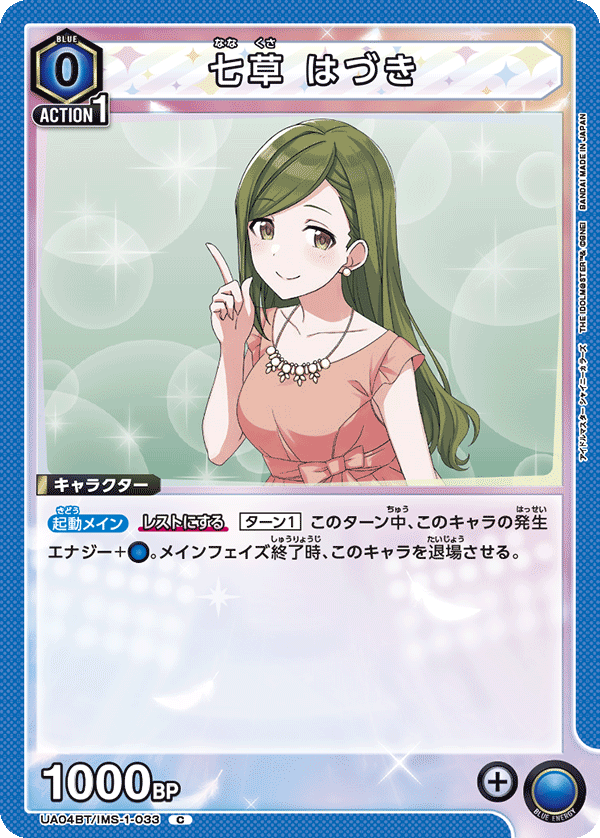 BLUE
0
ACTION 1
なな くさ
七草 はづき
THE IDOLM@STER™& ©BNEI BANDAI MADE IN JAPAN
アイドルマスター シャイニーカラーズ
キャラクター
きどう ちゅう はっせい
起動メイン レストにする ターン1 このターン中、このキャラの発生
しゅうりょうじ たいじょう
エナジー+。メインフェイズ終了時、このキャラを退場させる。
1000BP
+
BLUE ENERGY
UA04BT/IMS-1-033 C